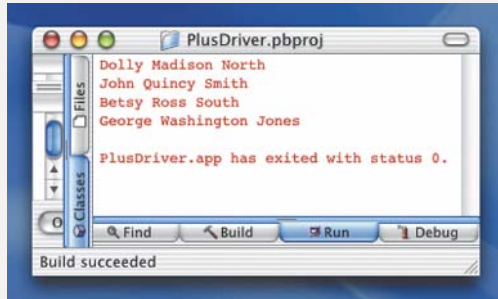 PlusDriver.pbproj
Dolly Madison North
John Quincy Smith
Betsy Ross South
George Washington Jones
PlusDriver.app has exited with status 0.
Files
Classes
Find
Build
Run
Debug
Build succeeded